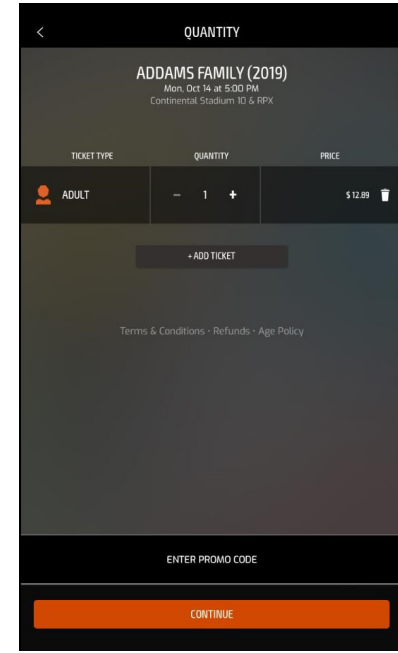 QUANTITY
ADDAMS FAMILY (2019)
Mon, Oct 14 at 5:00 PM
Continental Stadium 10 & RPX
TICKET TYPE QUANTITY PRICE
ADULT − 1 + $ 12.89
+ ADD TICKET
Terms & Conditions • Refunds • Age Policy
ENTER PROMO CODE
CONTINUE